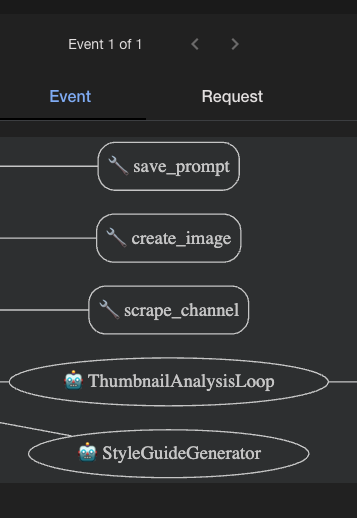 Event 1 of 1
Event Request
save_prompt
create_image
scrape_channel
ThumbnailAnalysisLoop
StyleGuideGenerator